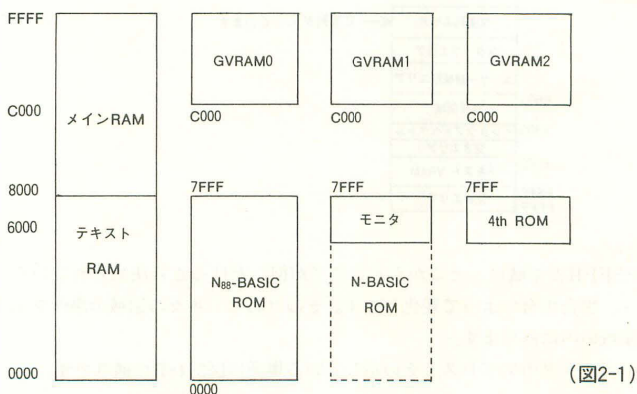 FFFF
GVRAM0
GVRAM1
GVRAM2
C000
メインRAM
C000
C000
C000
8000
7FFF
7FFF
7FFF
6000
テキスト
RAM
モニタ
4th ROM
N88-BASIC
ROM
N-BASIC
ROM
0000
0000
(図2-1)